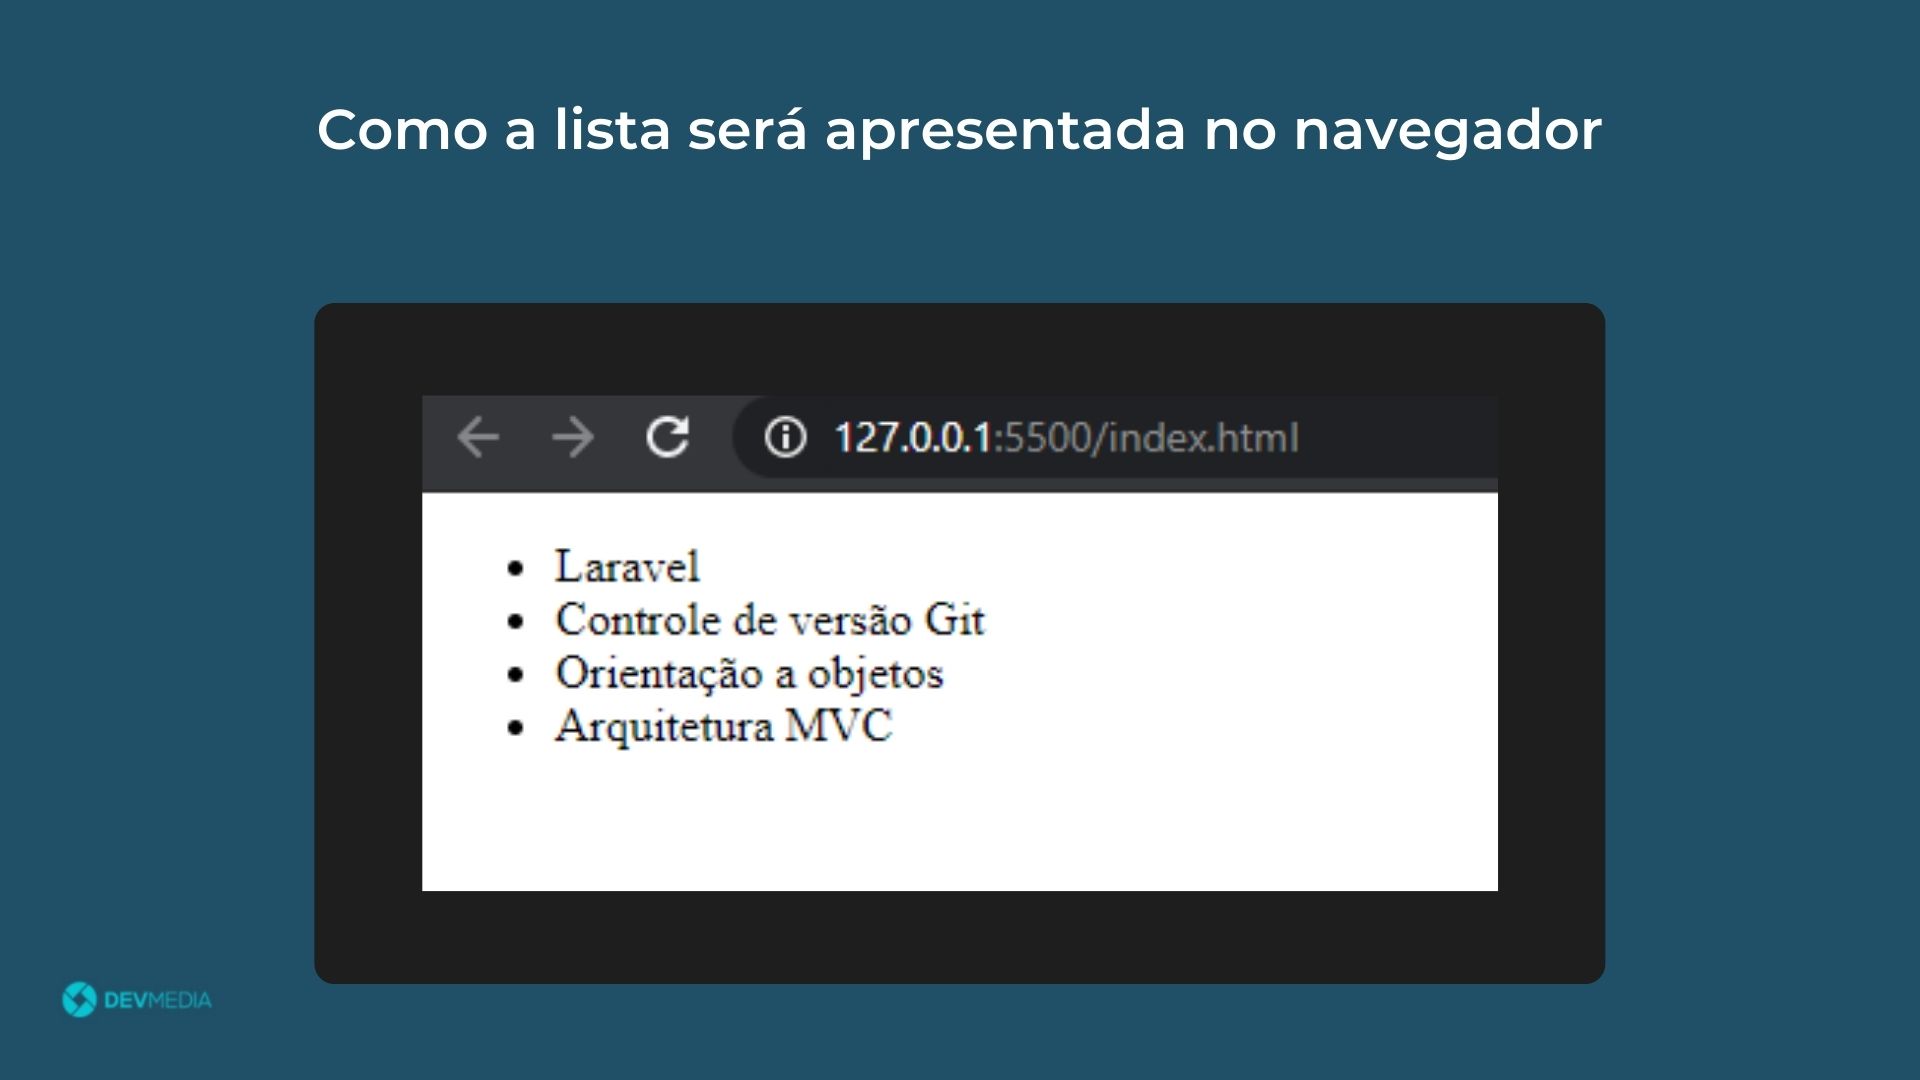 Como a lista será apresentada no navegador
127.0.0.1:5500/index.html
• Laravel
• Controle de versão Git
• Orientação a objetos
• Arquitetura MVC
DEVMEDIA